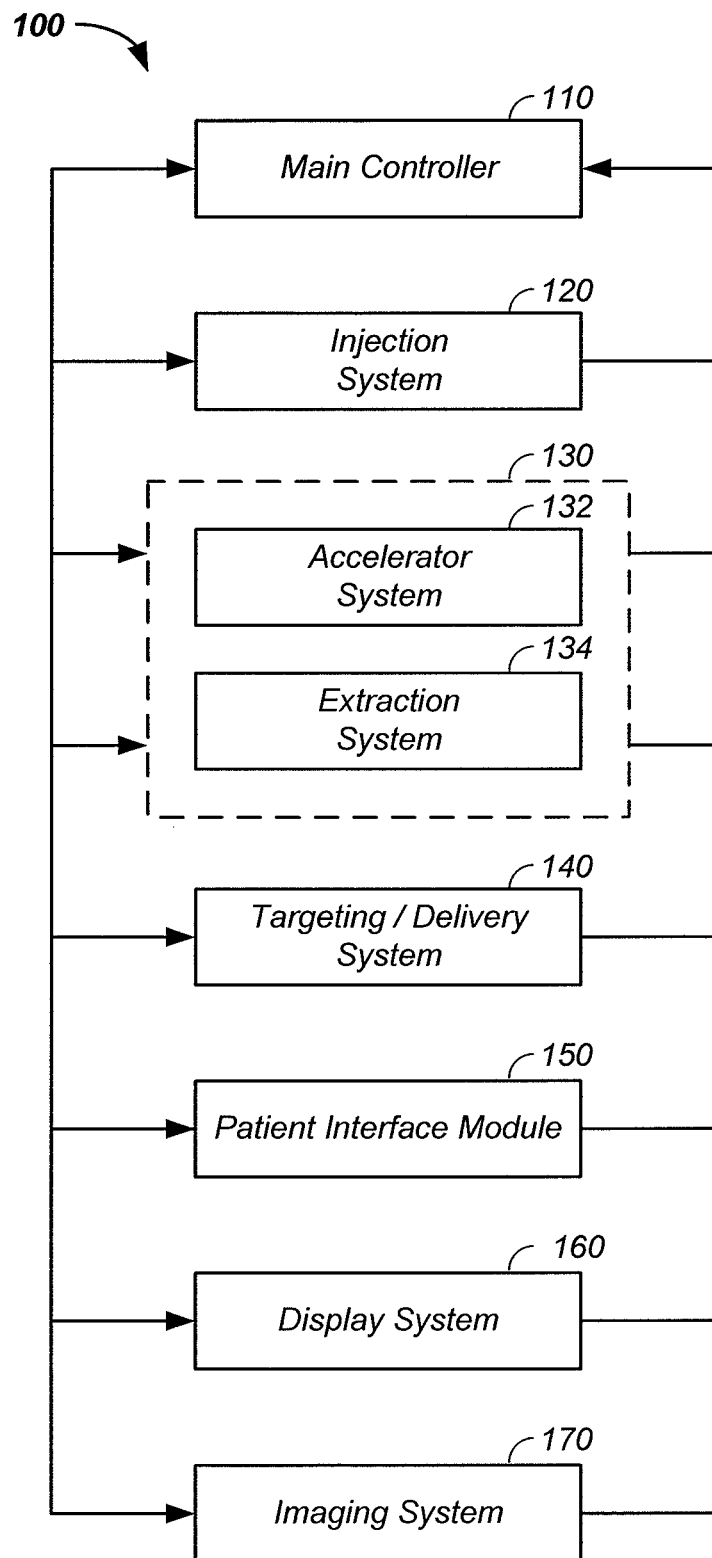 100
110
Main Controller
120
Injection
System
130
132
Accelerator
System
134
Extraction
System
140
Targeting / Delivery
System
150
Patient Interface Module
160
Display System
170
Imaging System